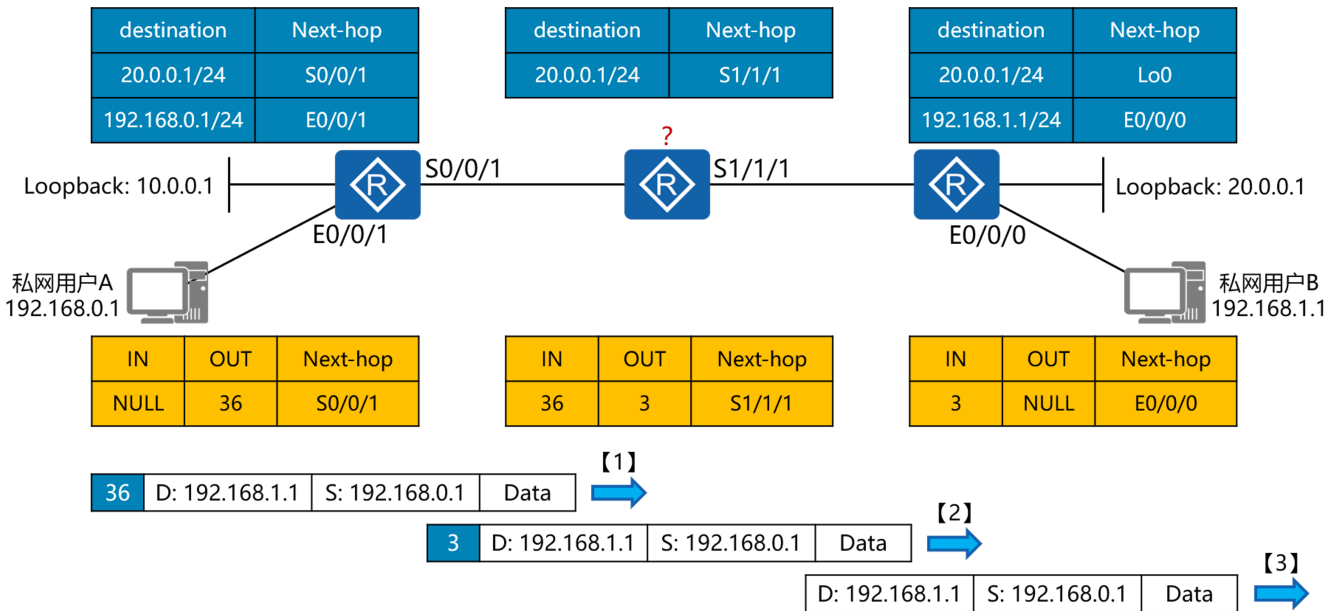 destination Next-hop
20.0.0.1/24 S0/0/1
192.168.0.1/24 E0/0/1
destination Next-hop
20.0.0.1/24 S1/1/1
destination Next-hop
20.0.0.1/24 Lo0
192.168.1.1/24 E0/0/0
?
Loopback: 10.0.0.1
R
S0/0/1
R
S1/1/1
R
Loopback: 20.0.0.1
E0/0/1
E0/0/0
私网用户A
192.168.0.1
私网用户B
192.168.1.1
IN OUT Next-hop
NULL 36 S0/0/1
IN OUT Next-hop
36 3 S1/1/1
IN OUT Next-hop
3 NULL E0/0/0
36 D: 192.168.1.1 S: 192.168.0.1 Data 【1】
3 D: 192.168.1.1 S: 192.168.0.1 Data 【2】
D: 192.168.1.1 S: 192.168.0.1 Data 【3】